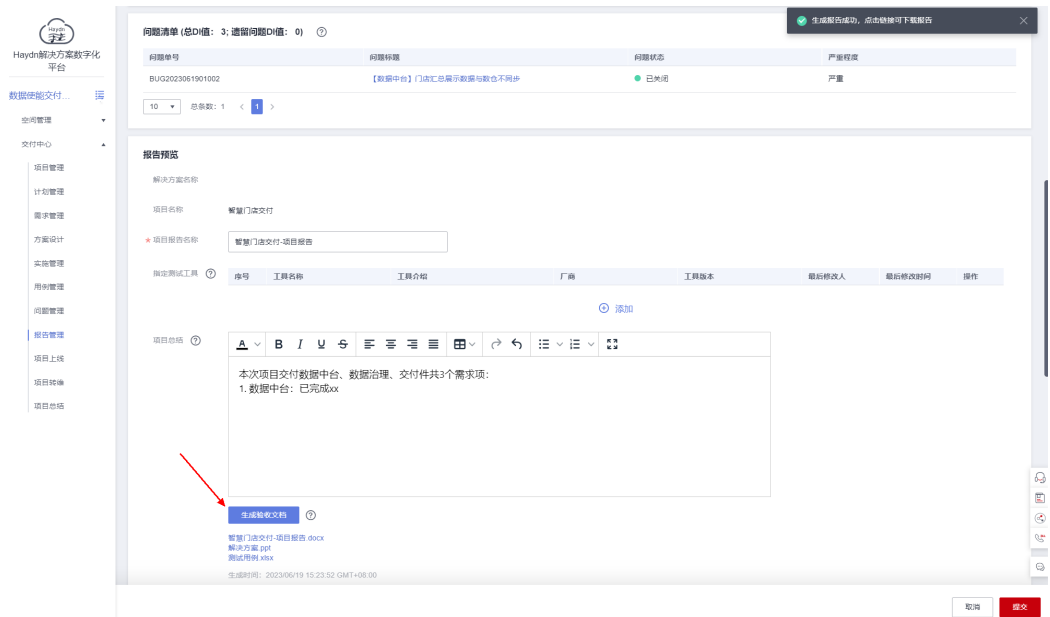 Haydn
Haydn解决方案数字化
平台
数据使能交付...
空间管理
交付中心
项目管理
计划管理
需求管理
方案设计
实施管理
用例管理
问题管理
报告管理
项目上线
项目转维
项目总结
生成报告成功，点击链接可下载报告
问题清单 (总DI值： 3; 遗留问题DI值： 0)
问题单号 问题标题 问题状态 严重程度
BUG2023061901002 【数据中台】门店汇总展示数据与数仓不同步 已关闭 严重
10 总条数：1 < 1 >
报告预览
解决方案名称
项目名称 智慧门店交付
* 项目报告名称 智慧门店交付-项目报告
指定测试工具 序号 工具名称 工具介绍 厂商 工具版本 最后修改人 最后修改时间 操作
添加
项目总结
A B I U S
本次项目交付数据中台、数据治理、交付件共3个需求项：
1. 数据中台：已完成xx
生成验收文档
智慧门店交付-项目报告.docx
解决方案.ppt
测试用例.xlsx
生成时间：2023/06/19 15:23:52 GMT+08:00
取消 提交